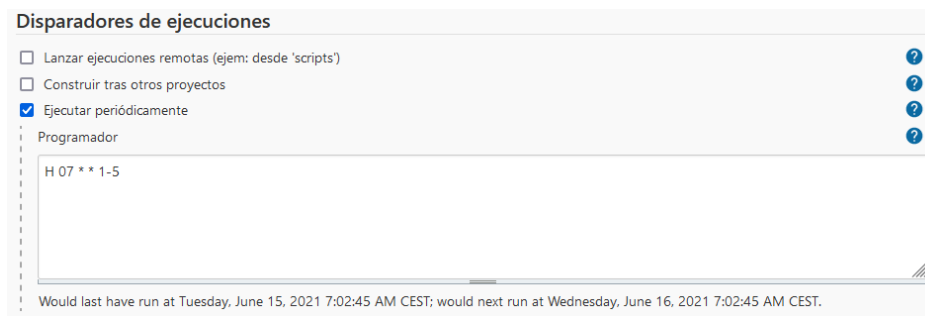 Disparadores de ejecuciones
Lanzar ejecuciones remotas (ejem: desde 'scripts')
?
Construir tras otros proyectos
?
Ejecutar periódicamente
?
Programador
?
H 07 * * 1-5
Would last have run at Tuesday, June 15, 2021 7:02:45 AM CEST; would next run at Wednesday, June 16, 2021 7:02:45 AM CEST.